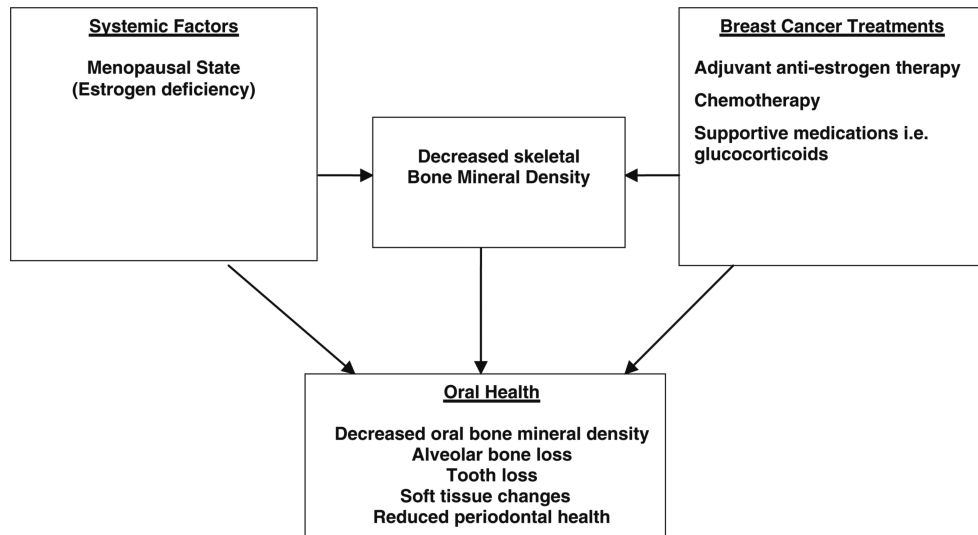 Systemic Factors
Menopausal State
(Estrogen deficiency)
Breast Cancer Treatments
Adjuvant anti-estrogen therapy
Chemotherapy
Supportive medications i.e.
glucocorticoids
Decreased skeletal
Bone Mineral Density
Oral Health
Decreased oral bone mineral density
Alveolar bone loss
Tooth loss
Soft tissue changes
Reduced periodontal health